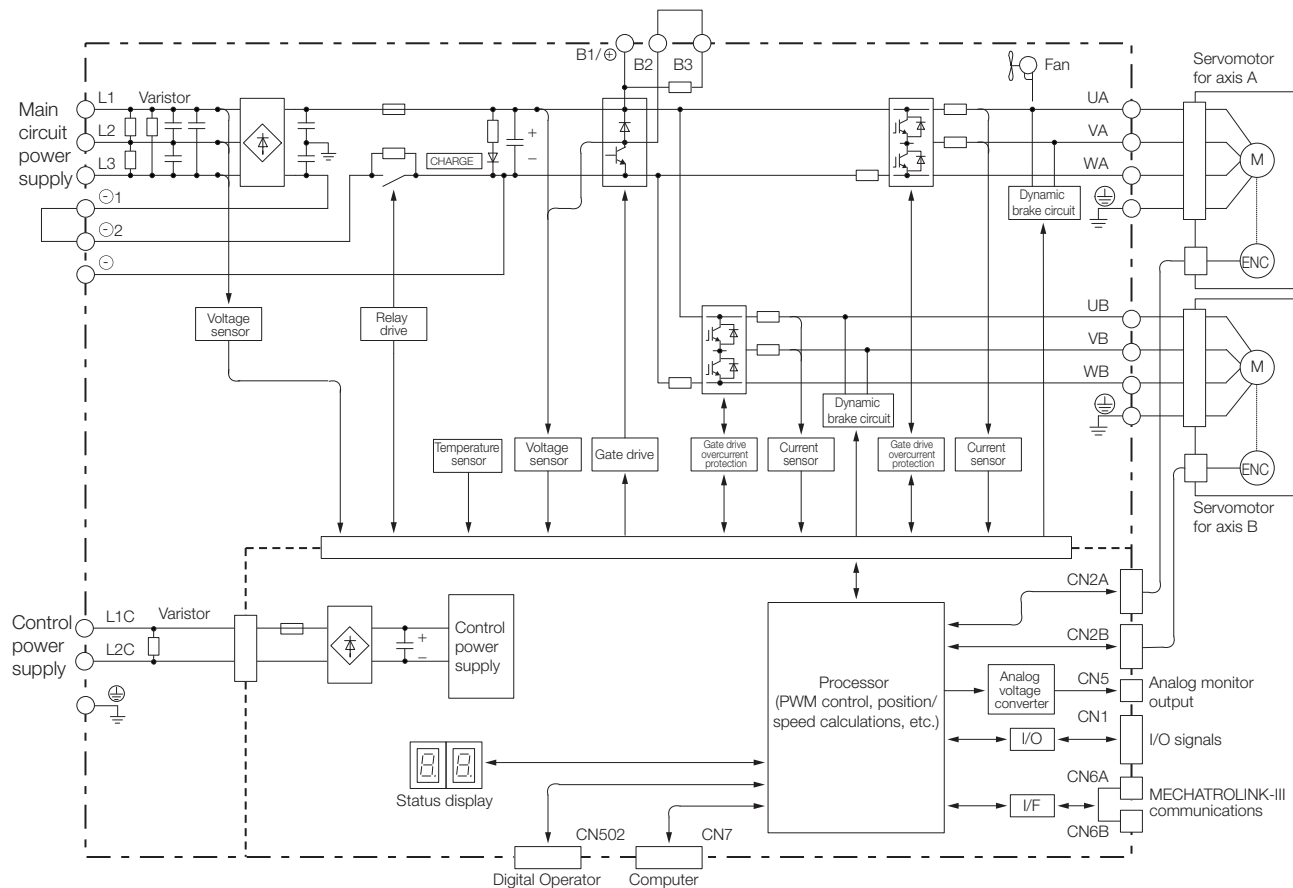 B1/⊕
B2
B3
Fan
Servomotor
for axis A
Main
circuit
power
supply
L1
Varistor
L2
L3
⊖1
⊖2
⊖
CHARGE
UA
VA
WA
M
Dynamic
brake circuit
ENC
Voltage
sensor
Relay
drive
UB
VB
WB
M
Dynamic
brake circuit
Temperature
sensor
Voltage
sensor
Gate drive
Gate drive
overcurrent
protection
Current
sensor
Gate drive
overcurrent
protection
Current
sensor
ENC
Servomotor
for axis B
Control
power
supply
L1C
Varistor
L2C
+
–
Control
power
supply
+
–
Processor
(PWM control, position/
speed calculations, etc.)
CN2A
CN2B
Analog
voltage
converter
CN5
Analog monitor
output
CN1
I/O
I/O signals
CN6A
I/F
MECHATROLINK-III
communications
CN6B
8.
8.
Status display
CN502
CN7
Digital Operator
Computer